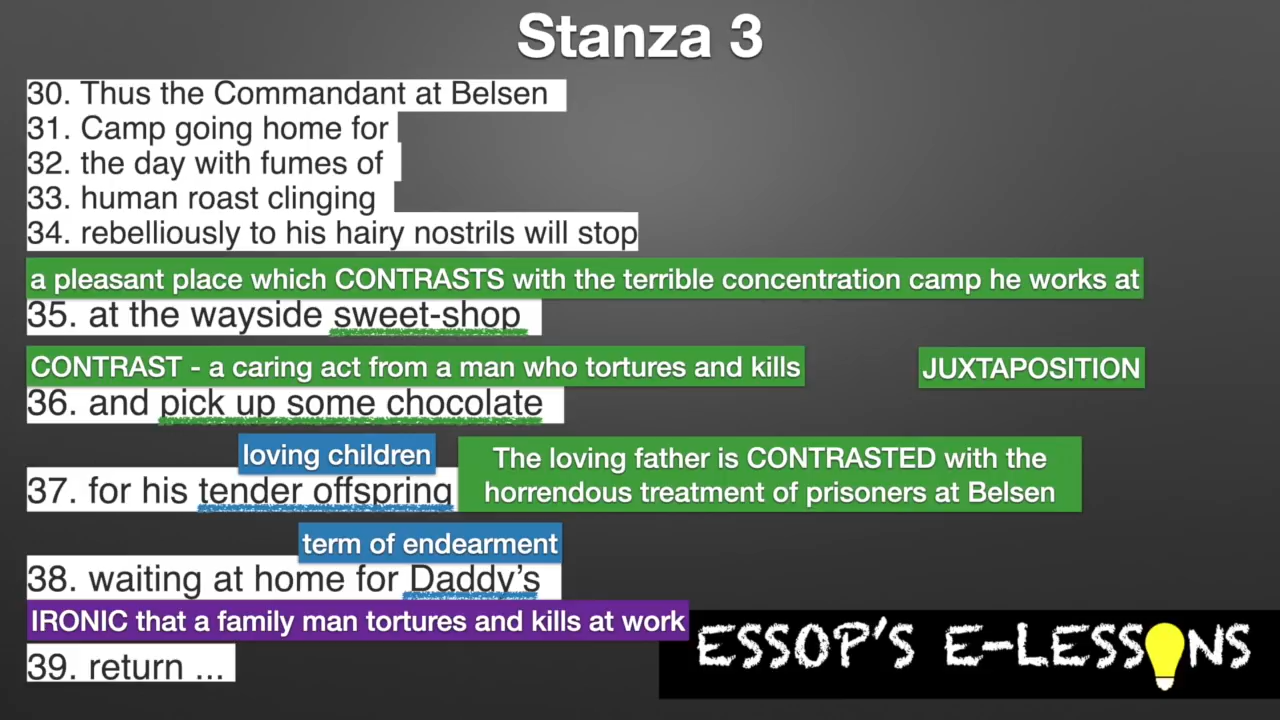 Stanza 3
30. Thus the Commandant at Belsen
31. Camp going home for
32. the day with fumes of
33. human roast clinging
34. rebelliously to his hairy nostrils will stop
a pleasant place which CONTRASTS with the terrible concentration camp he works at
35. at the wayside sweet-shop
CONTRAST - a caring act from a man who tortures and kills
JUXTAPOSITION
36. and pick up some chocolate
loving children
The loving father is CONTRASTED with the
horrendous treatment of prisoners at Belsen
37. for his tender offspring
term of endearment
38. waiting at home for Daddy's
IRONIC that a family man tortures and kills at work
39. return ...
ESSOP'S E-LESSONS